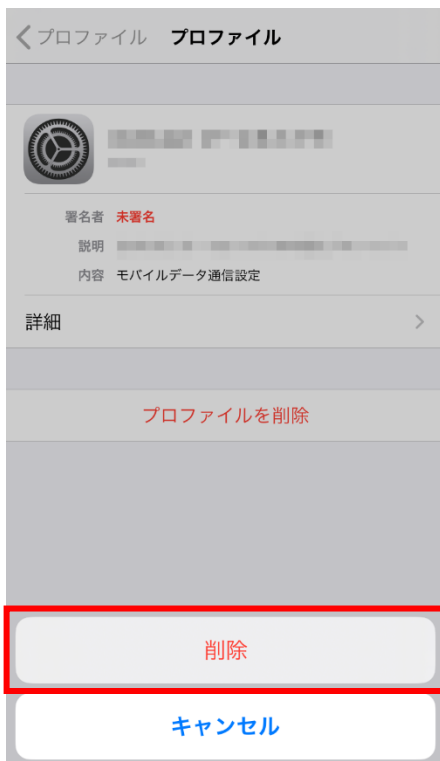 プロファイル プロファイル
署名者 未署名
説明
内容 モバイルデータ通信設定
詳細
プロファイルを削除
削除
キャンセル